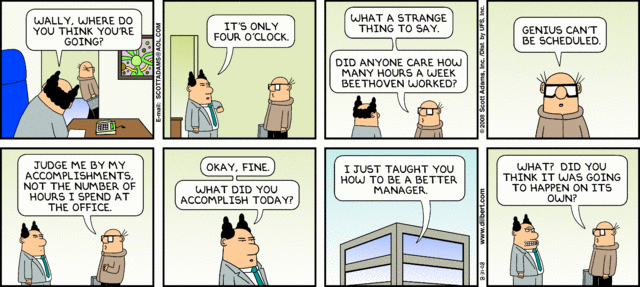 WALLY, WHERE DO
YOU THINK YOU'RE
GOING?
E-mail: SCOTTADAMS@AOL.COM
IT'S ONLY
FOUR O'CLOCK.
WHAT A STRANGE
THING TO SAY.
DID ANYONE CARE HOW
MANY HOURS A WEEK
BEETHOVEN WORKED?
© 2008 Scott Adams, Inc./Dist. by UFS, Inc.
GENIUS CAN'T
BE SCHEDULED.
JUDGE ME BY MY
ACCOMPLISHMENTS,
NOT THE NUMBER OF
HOURS I SPEND AT
THE OFFICE.
OKAY, FINE.
WHAT DID YOU
ACCOMPLISH TODAY?
I JUST TAUGHT YOU
HOW TO BE A BETTER
MANAGER.
www.dilbert.com
WHAT? DID YOU
THINK IT WAS GOING
TO HAPPEN ON ITS
OWN?